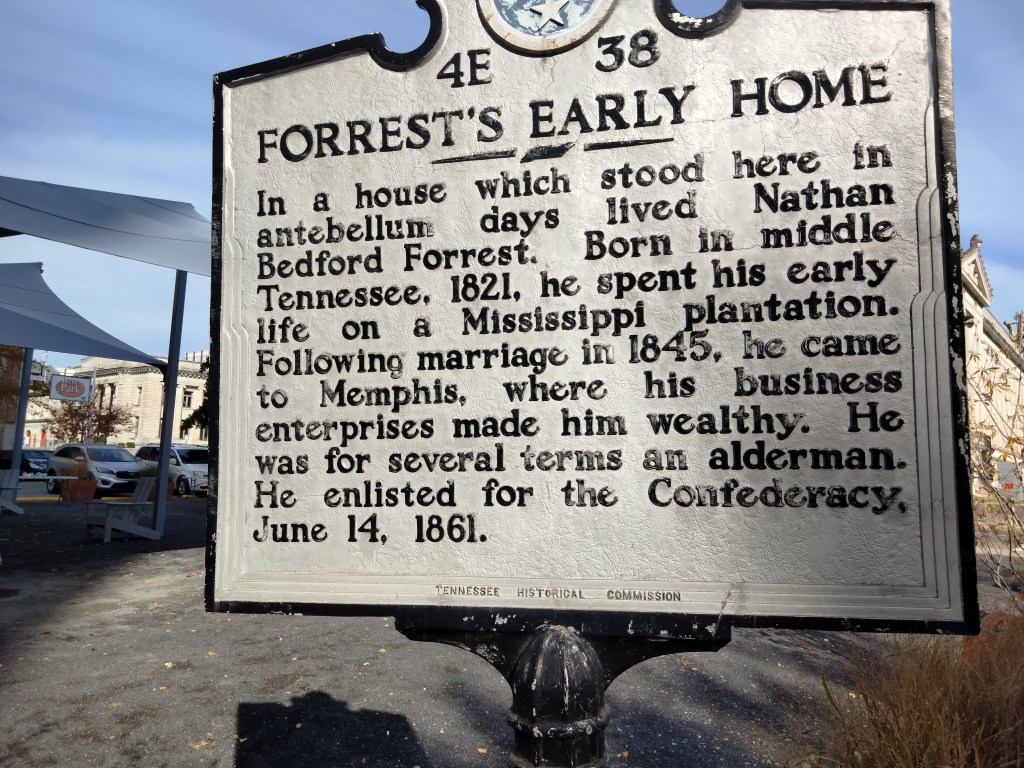 4E 38
FORREST'S EARLY HOME
In a house which stood here in
antebellum days lived Nathan
Bedford Forrest. Born in middle
Tennessee, 1821, he spent his early
life on a Mississippi plantation.
Following marriage in 1845, he came
to Memphis, where his business
enterprises made him wealthy. He
was for several terms an alderman.
He enlisted for the Confederacy,
June 14, 1861.
TENNESSEE HISTORICAL COMMISSION